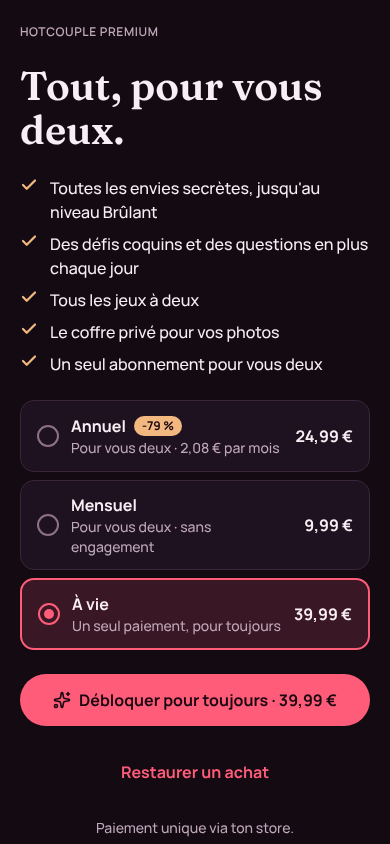 HOTCOUPLE PREMIUM
Tout, pour vous
deux.
Toutes les envies secrètes, jusqu'au
niveau Brûlant
Des défis coquins et des questions en plus
chaque jour
Tous les jeux à deux
Le coffre privé pour vos photos
Un seul abonnement pour vous deux
Annuel -79 %
Pour vous deux · 2,08 € par mois
24,99 €
Mensuel
Pour vous deux · sans
engagement
9,99 €
À vie
Un seul paiement, pour toujours
39,99 €
Débloquer pour toujours · 39,99 €
Restaurer un achat
Paiement unique via ton store.